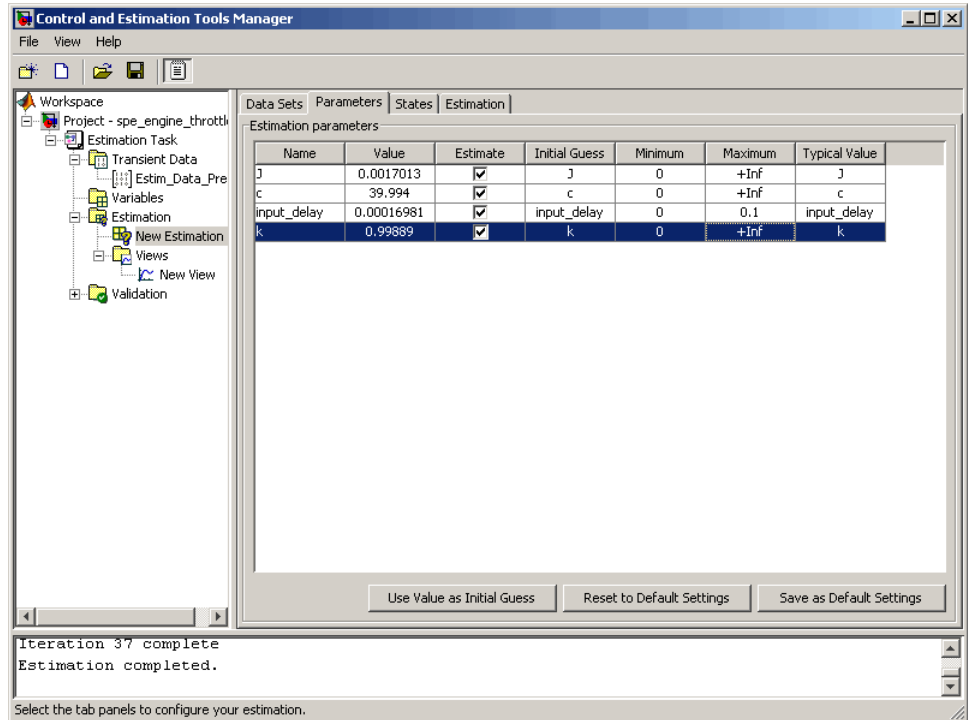 Control and Estimation Tools Manager
File View Help
Workspace
Project - spe_engine_throttl
Estimation Task
Transient Data
Estim_Data_Pre
Variables
Estimation
New Estimation
Views
New View
Validation
Data Sets Parameters States Estimation
Estimation parameters
Name Value Estimate Initial Guess Minimum Maximum Typical Value
J 0.0017013 J 0 +Inf J
c 39.994 c 0 +Inf c
input_delay 0.00016981 input_delay 0 0.1 input_delay
k 0.99889 k 0 +Inf k
Use Value as Initial Guess Reset to Default Settings Save as Default Settings
Iteration 37 complete
Estimation completed.
Select the tab panels to configure your estimation.